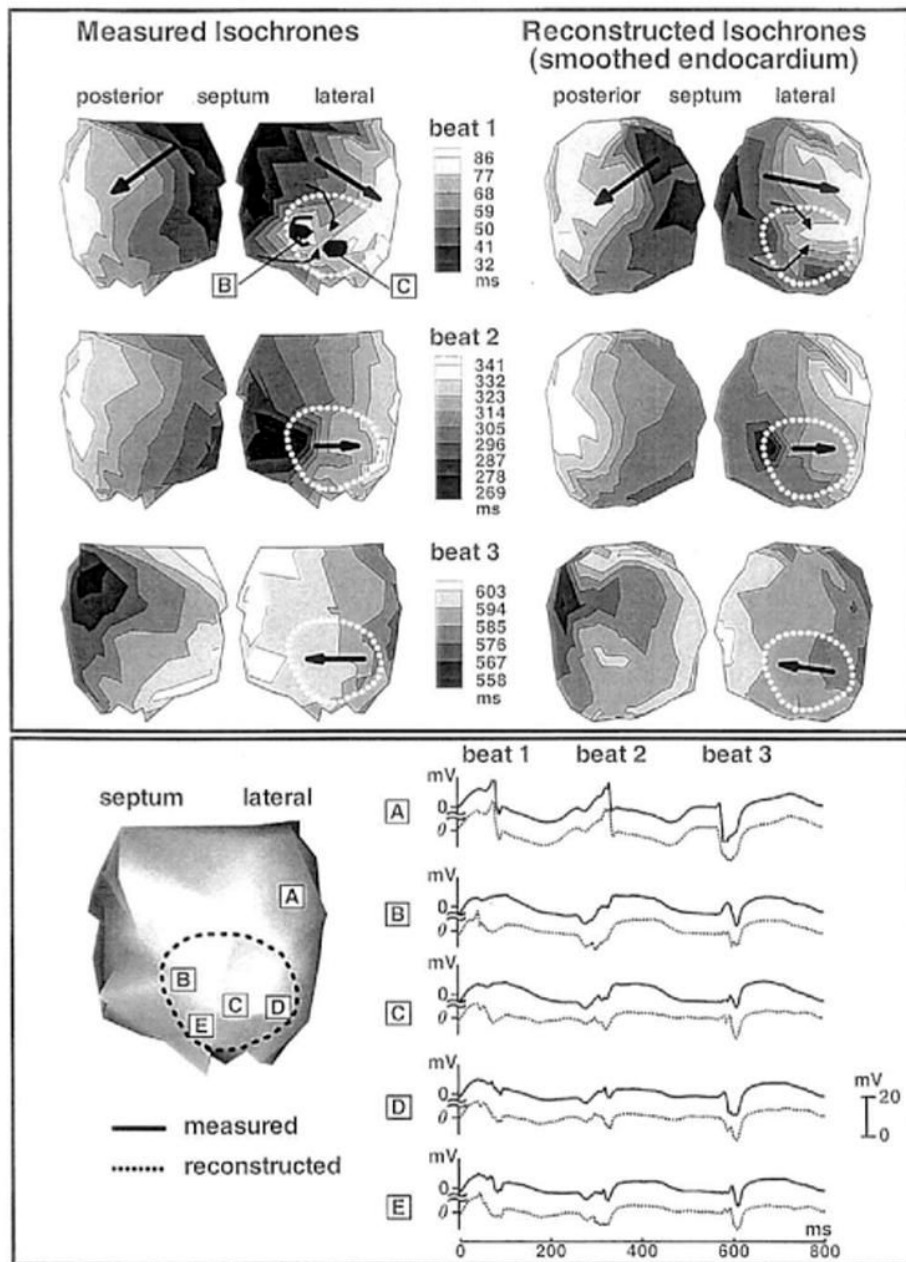 Measured Isochrones
Reconstructed Isochrones
(smoothed endocardium)
posterior septum lateral
posterior septum lateral
beat 1
86
77
68
59
50
41
32
ms
B
C
beat 2
341
332
323
314
305
296
287
278
269
ms
beat 3
603
594
585
576
567
558
ms
septum lateral
A
B
C
D
E
measured
reconstructed
beat 1 beat 2 beat 3
mV
A
0
0
mV
B
0
0
mV
C
0
0
mV
D
0
0
mV
20
0
mV
E
0
0
ms
0 200 400 600 800